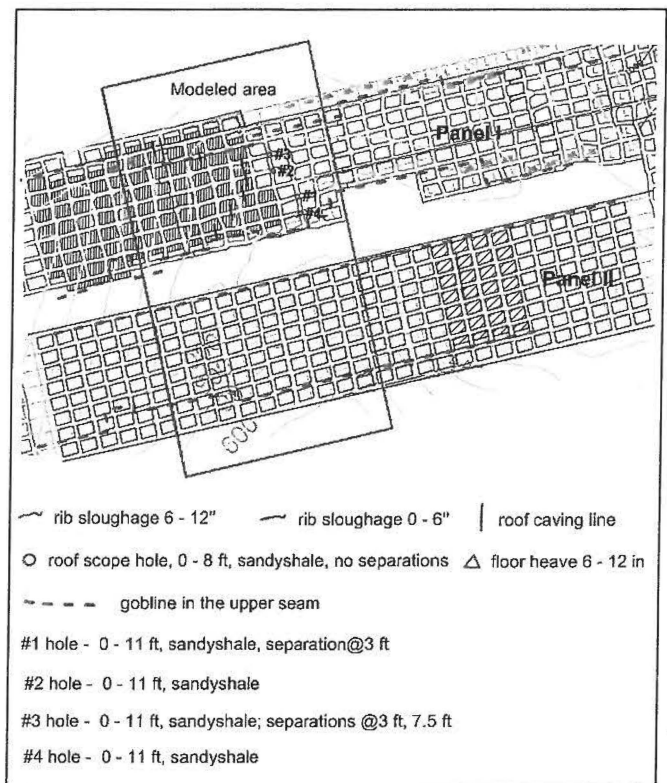 Modeled area
Panel I
#3
#2
#1
#4
Panel II
600
rib sloughage 6 - 12" rib sloughage 0 - 6" roof caving line
roof scope hole, 0 - 8 ft, sandyshale, no separations floor heave 6 - 12 in
gobline in the upper seam
#1 hole - 0 - 11 ft, sandyshale, separation@3 ft
#2 hole - 0 - 11 ft, sandyshale
#3 hole - 0 - 11 ft, sandyshale; separations @3 ft, 7.5 ft
#4 hole - 0 - 11 ft, sandyshale